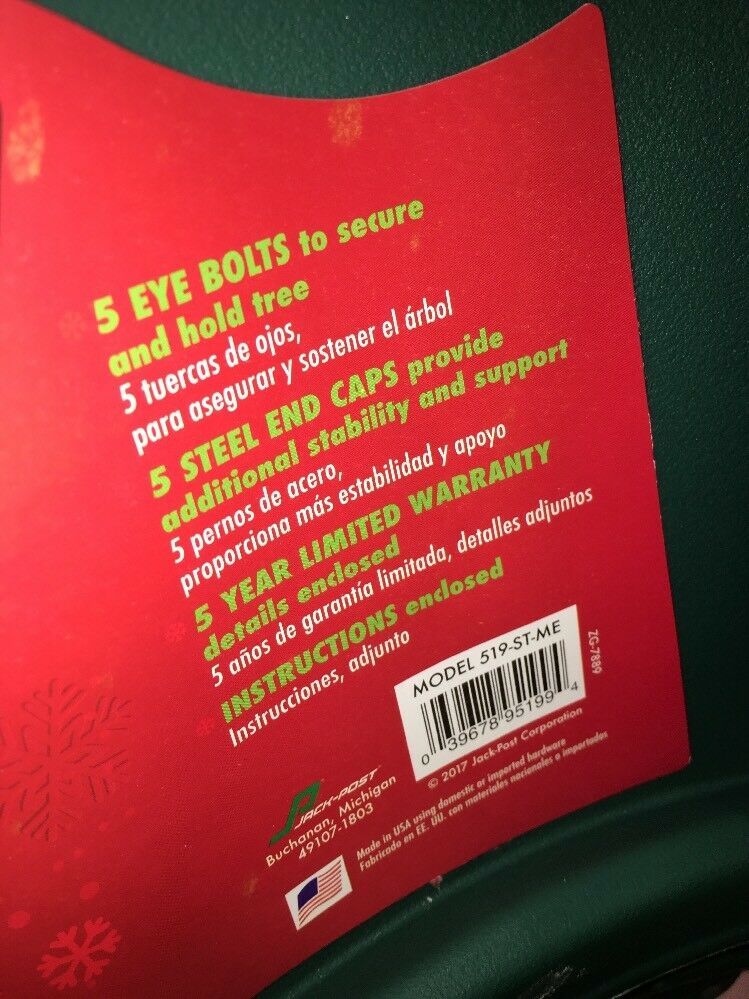 5 EYE BOLTS to secure
and hold tree
5 tuercas de ojos,
para asegurar y sostener el árbol
5 STEEL END CAPS provide
additional stability and support
5 pernos de acero,
proporciona más estabilidad y apoyo
5 YEAR LIMITED WARRANTY
details enclosed
5 años de garantía limitada, detalles adjuntos
INSTRUCTIONS enclosed
Instrucciones, adjunto
MODEL 519-ST-ME
0 39678 95199 4
ZG-7889
© 2017 Jack-Post Corporation
JACK-POST
Buchanan, Michigan
49107-1803
Made in USA using domestic or imported hardware
Fabricado en EE. UU. con materiales nacionales o importados